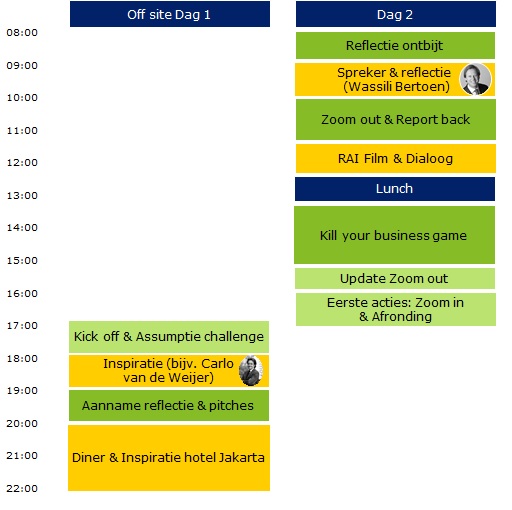 Off site Dag 1
Dag 2
08:00
09:00
10:00
11:00
12:00
13:00
14:00
15:00
16:00
17:00
18:00
19:00
20:00
21:00
22:00
Kick off & Assumptie challenge
Inspiratie (bijv. Carlo
van de Weijer)
Aanname reflectie & pitches
Diner & Inspiratie hotel Jakarta
Reflectie ontbijt
Spreker & reflectie
(Wassili Bertoen)
Zoom out & Report back
RAI Film & Dialoog
Lunch
Kill your business game
Update Zoom out
Eerste acties: Zoom in
& Afronding